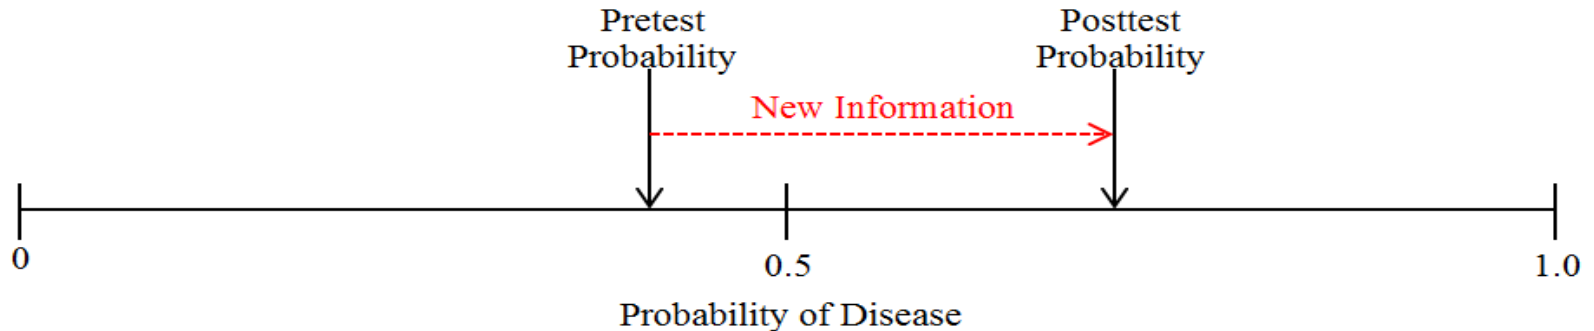 Pretest
Probability
Posttest
Probability
New Information
0
0.5
1.0
Probability of Disease